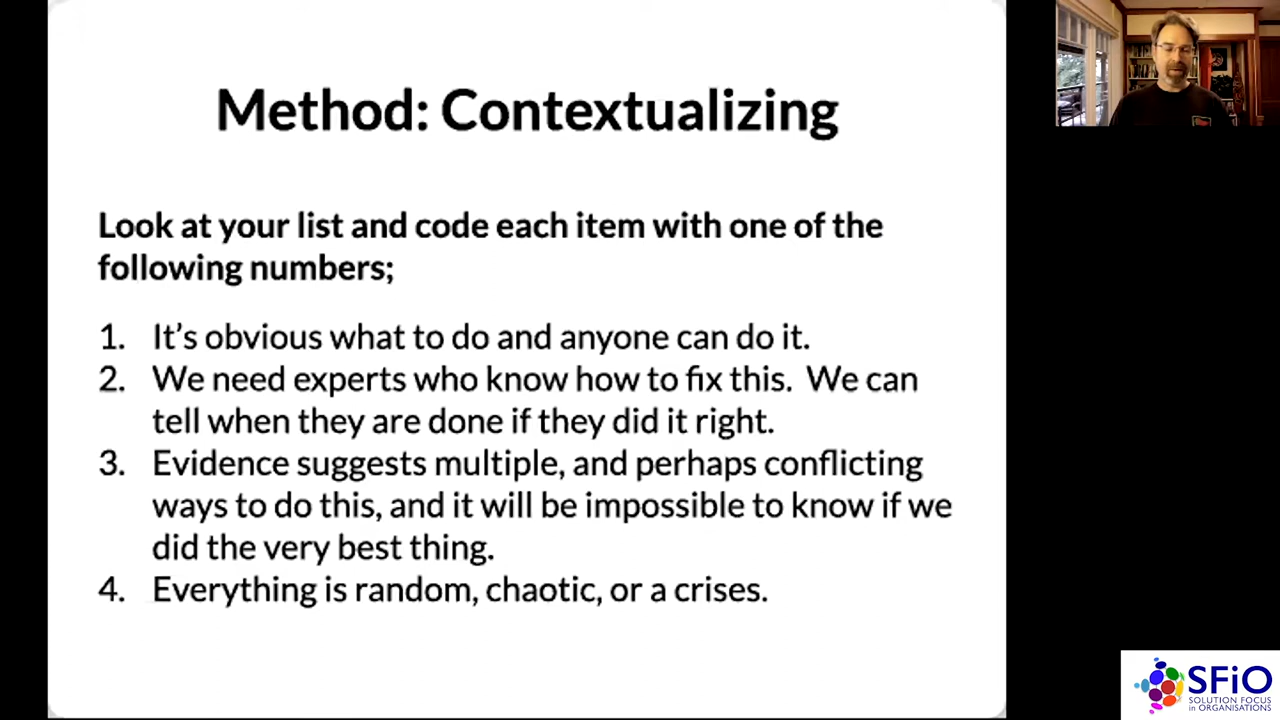 Method: Contextualizing
Look at your list and code each item with one of the
following numbers;
1. It's obvious what to do and anyone can do it.
2. We need experts who know how to fix this. We can
tell when they are done if they did it right.
3. Evidence suggests multiple, and perhaps conflicting
ways to do this, and it will be impossible to know if we
did the very best thing.
4. Everything is random, chaotic, or a crises.
SFiO
SOLUTION FOCUS
in ORGANISATIONS